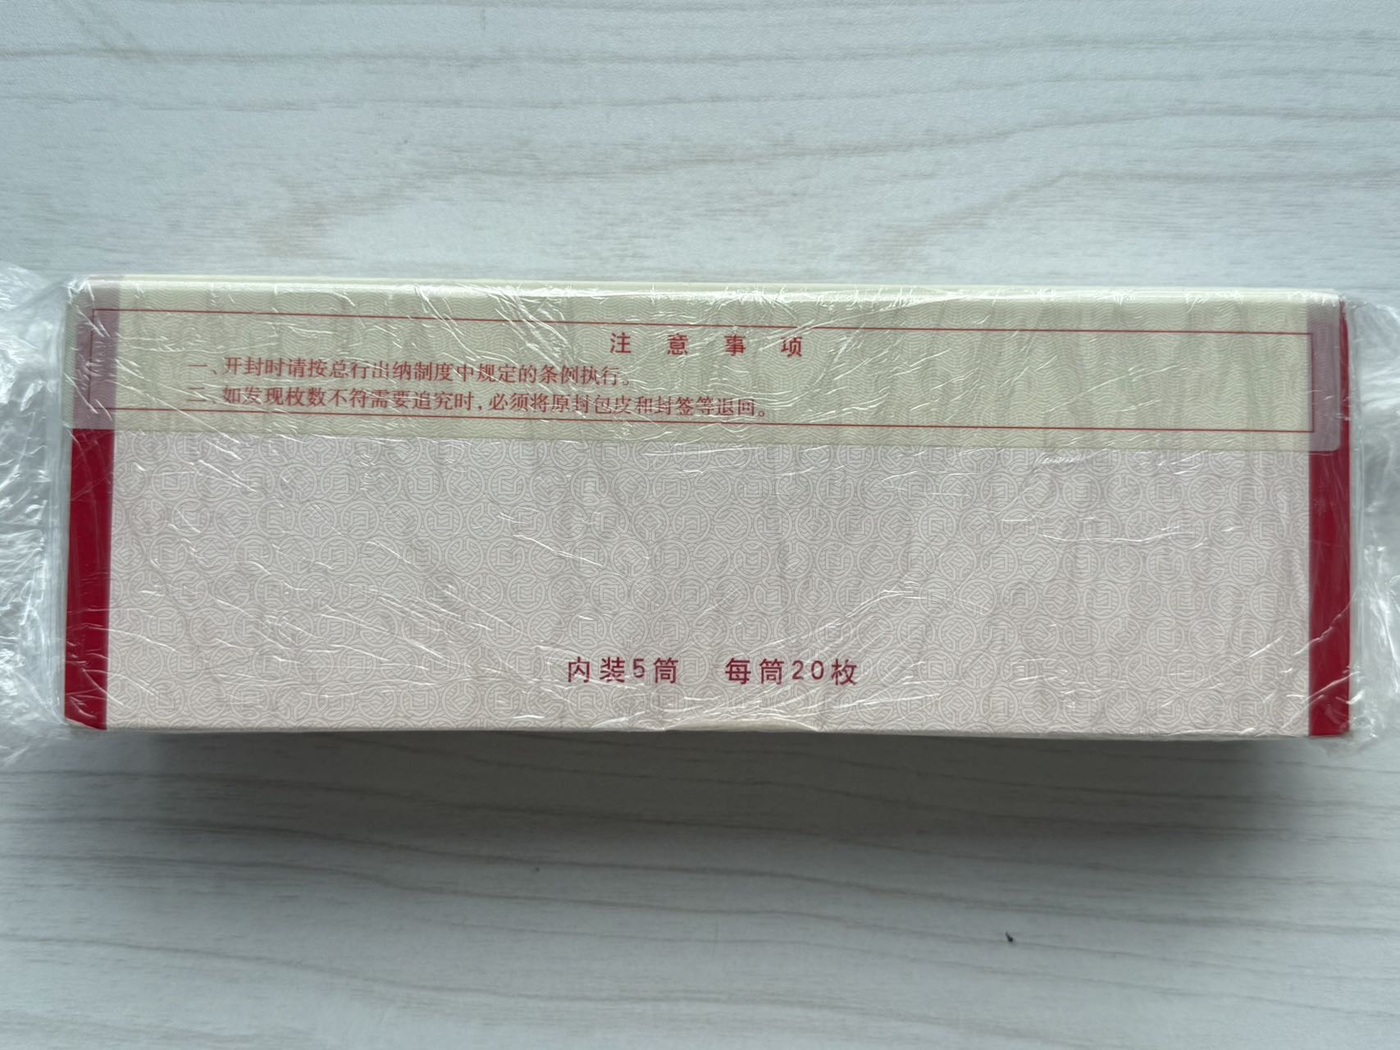 注意事项
一、开封时请按总行出纳制度中规定的条例执行。
二、如发现枚数不符需要追究时,必须将原封包皮和封签等退回。
内装5筒 每筒20枚